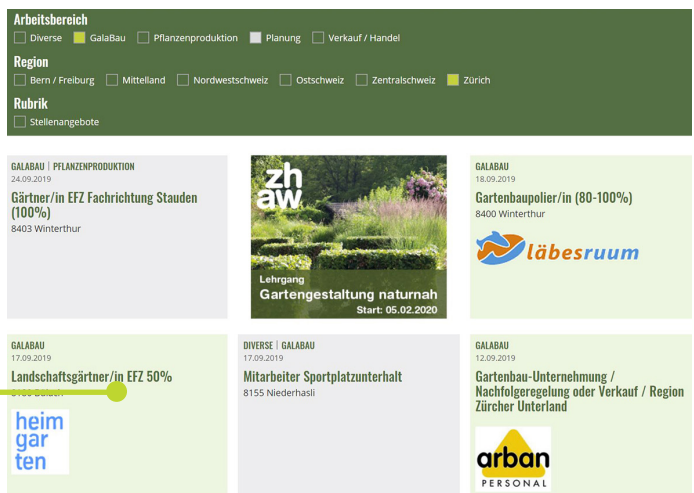 Arbeitsbereich
Diverse GalaBau Pflanzenproduktion Planung Verkauf / Handel
Region
Bern / Freiburg Mittelland Nordwestschweiz Ostschweiz Zentralschweiz Zürich
Rubrik
Stellenangebote
GALABAU | PFLANZENPRODUKTION
24.09.2019
Gärtner/in EFZ Fachrichtung Stauden
(100%)
8403 Winterthur
zh
aw
Lehrgang
Gartengestaltung naturnah
Start: 05.02.2020
GALABAU
18.09.2019
Gartenbaupolier/in (80-100%)
8400 Winterthur
läbesruum
GALABAU
17.09.2019
Landschaftsgärtner/in EFZ 50%
heim
gar
ten
DIVERSE | GALABAU
17.09.2019
Mitarbeiter Sportplatzunterhalt
8155 Niederhasli
GALABAU
12.09.2019
Gartenbau-Unternehmung /
Nachfolgeregelung oder Verkauf / Region
Zürcher Unterland
arban
PERSONAL